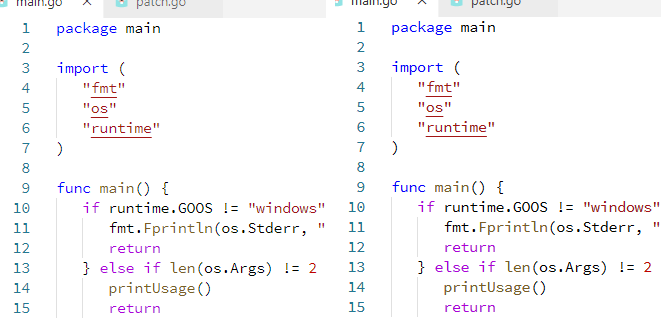 main.go × patch.go
1 package main
2
3 import (
4 "fmt"
5 "os"
6 "runtime"
7 )
8
9 func main() {
10 if runtime.GOOS != "windows"
11 fmt.Fprintln(os.Stderr, "
12 return
13 } else if len(os.Args) != 2
14 printUsage()
15 return
main.go × patch.go
1 package main
2
3 import (
4 "fmt"
5 "os"
6 "runtime"
7 )
8
9 func main() {
10 if runtime.GOOS != "windows"
11 fmt.Fprintln(os.Stderr, "
12 return
13 } else if len(os.Args) != 2
14 printUsage()
15 return